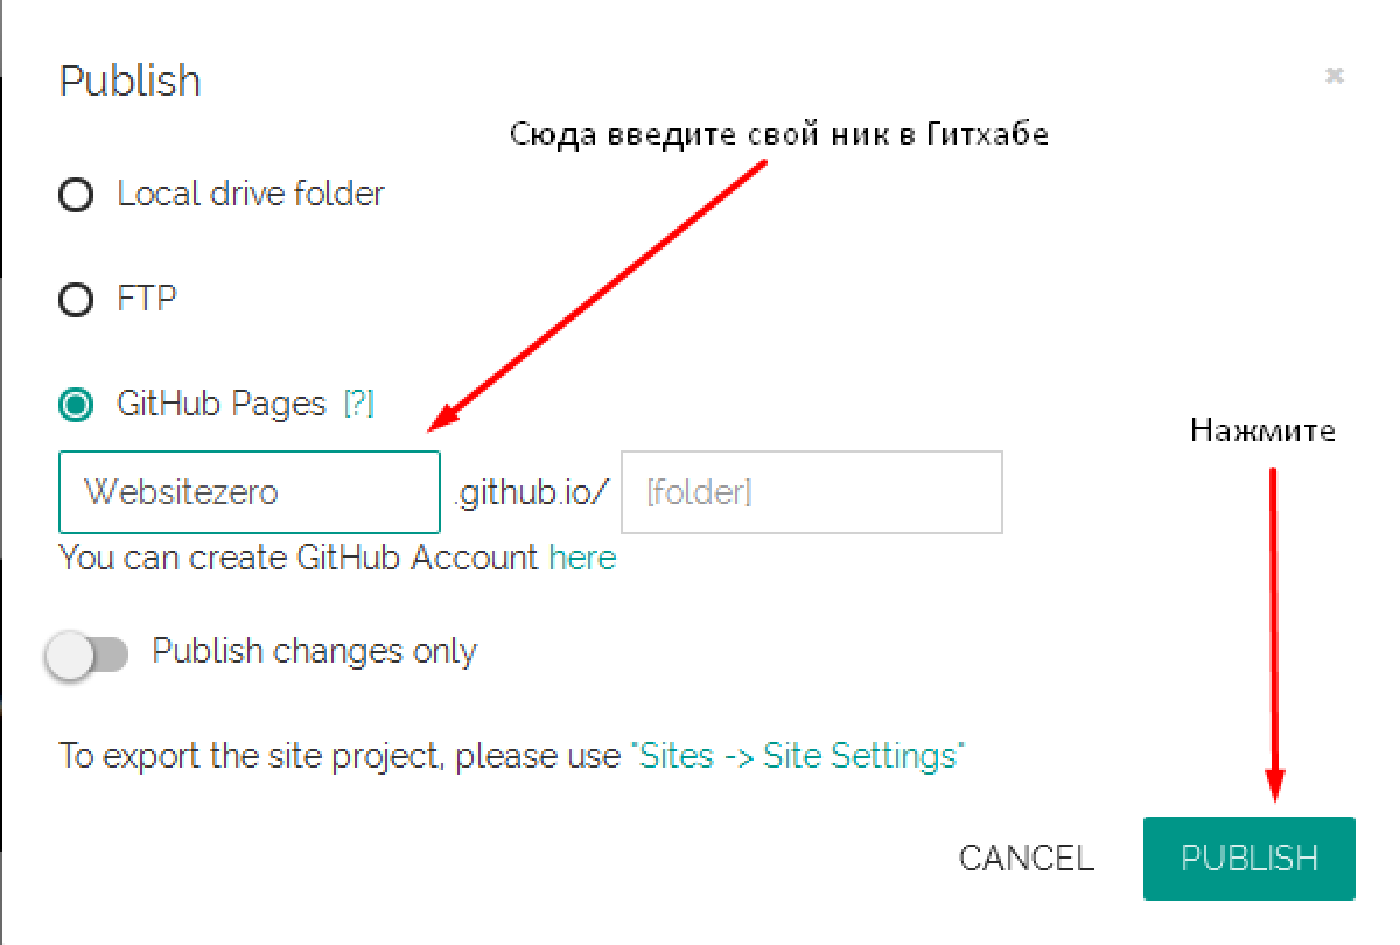 Publish
Сюда введите свой ник в Гитхабе
Local drive folder
FTP
GitHub Pages [?]
Нажмите
Websitezero .github.io/ [folder]
You can create GitHub Account here
Publish changes only
To export the site project, please use "Sites -> Site Settings"
CANCEL PUBLISH